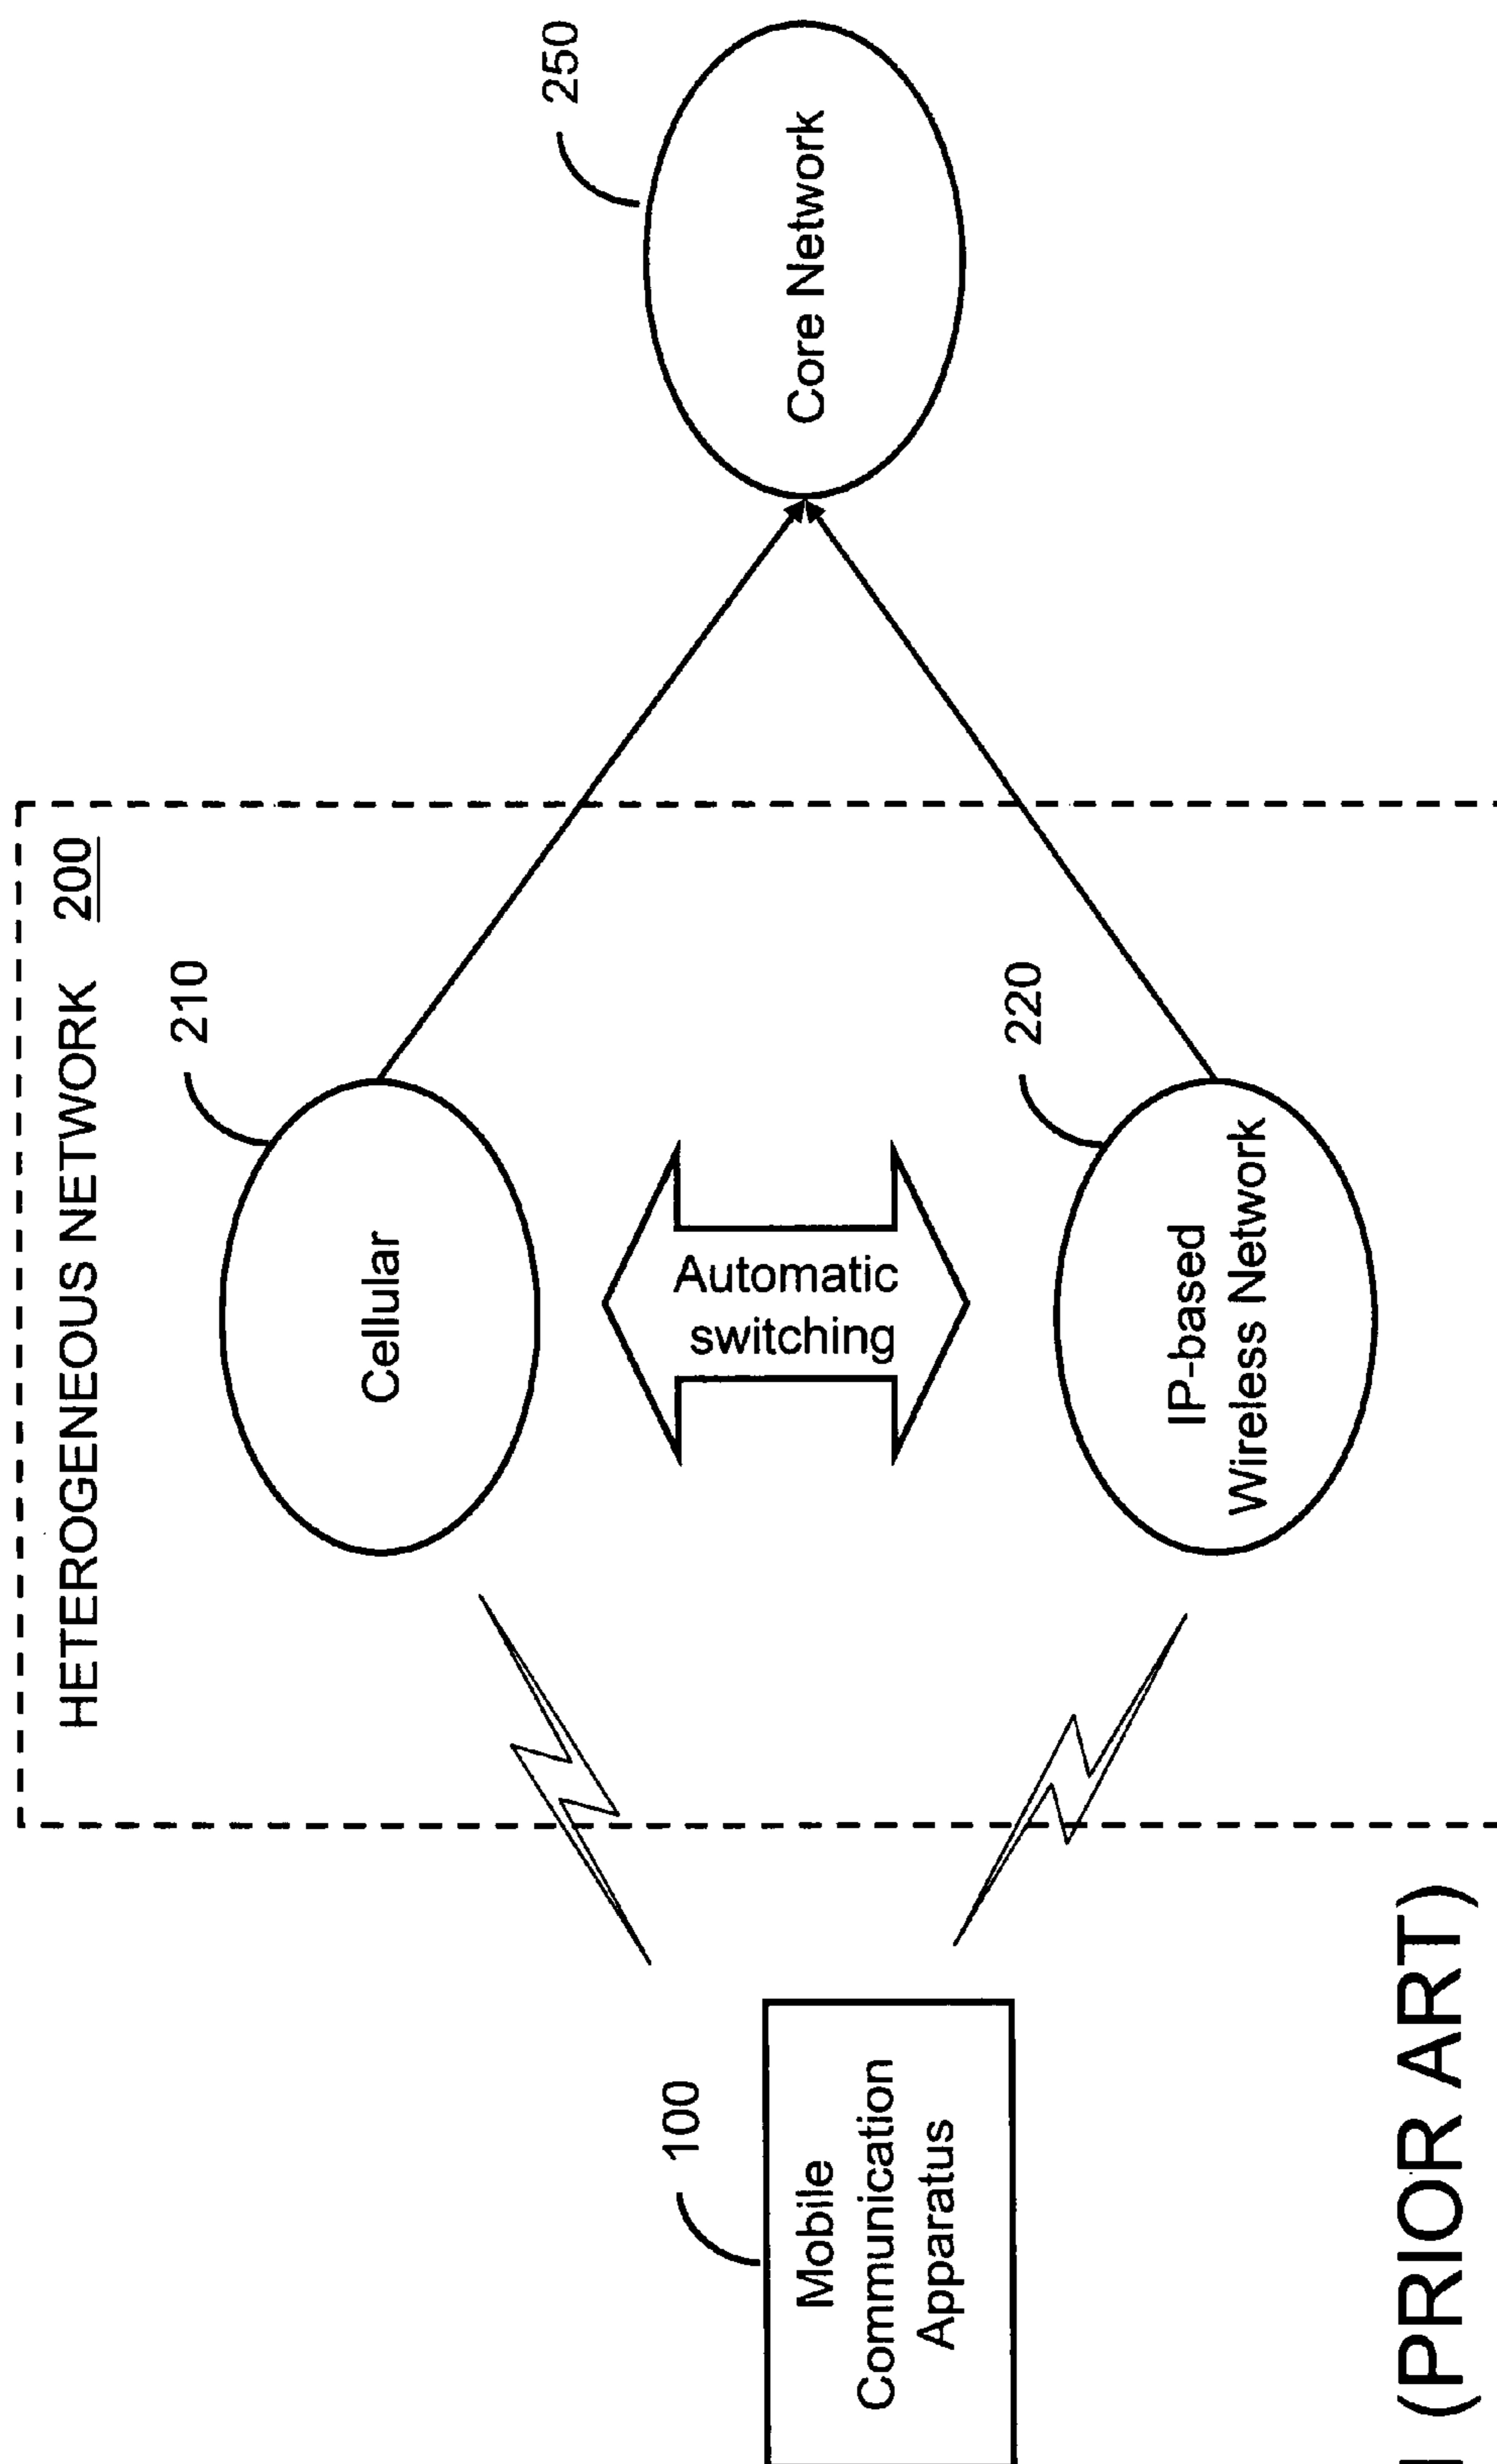 HETEROGENEOUS NETWORK 200
210
Cellular
Automatic
switching
220
IP-based
Wireless Network
250
Core Network
100
Mobile
Communication
Apparatus
(PRIOR ART)